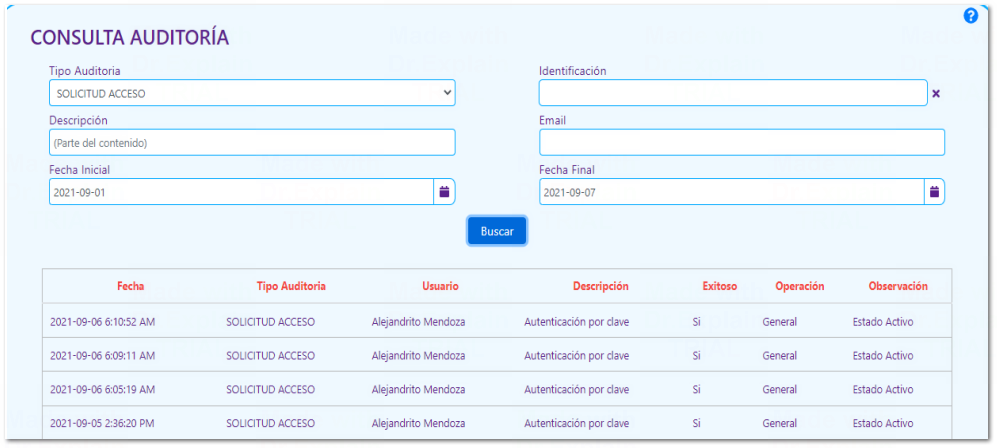 CONSULTA AUDITORÍA
Tipo Auditoria Identificación
SOLICITUD ACCESO
Descripción Email
(Parte del contenido)
Fecha Inicial Fecha Final
2021-09-01 2021-09-07
Buscar
Fecha Tipo Auditoria Usuario Descripción Exitoso Operación Observación
2021-09-06 6:10:52 AM SOLICITUD ACCESO Alejandrito Mendoza Autenticación por clave Si General Estado Activo
2021-09-06 6:09:11 AM SOLICITUD ACCESO Alejandrito Mendoza Autenticación por clave Si General Estado Activo
2021-09-06 6:05:19 AM SOLICITUD ACCESO Alejandrito Mendoza Autenticación por clave Si General Estado Activo
2021-09-05 2:36:20 PM SOLICITUD ACCESO Alejandrito Mendoza Autenticación por clave Si General Estado Activo